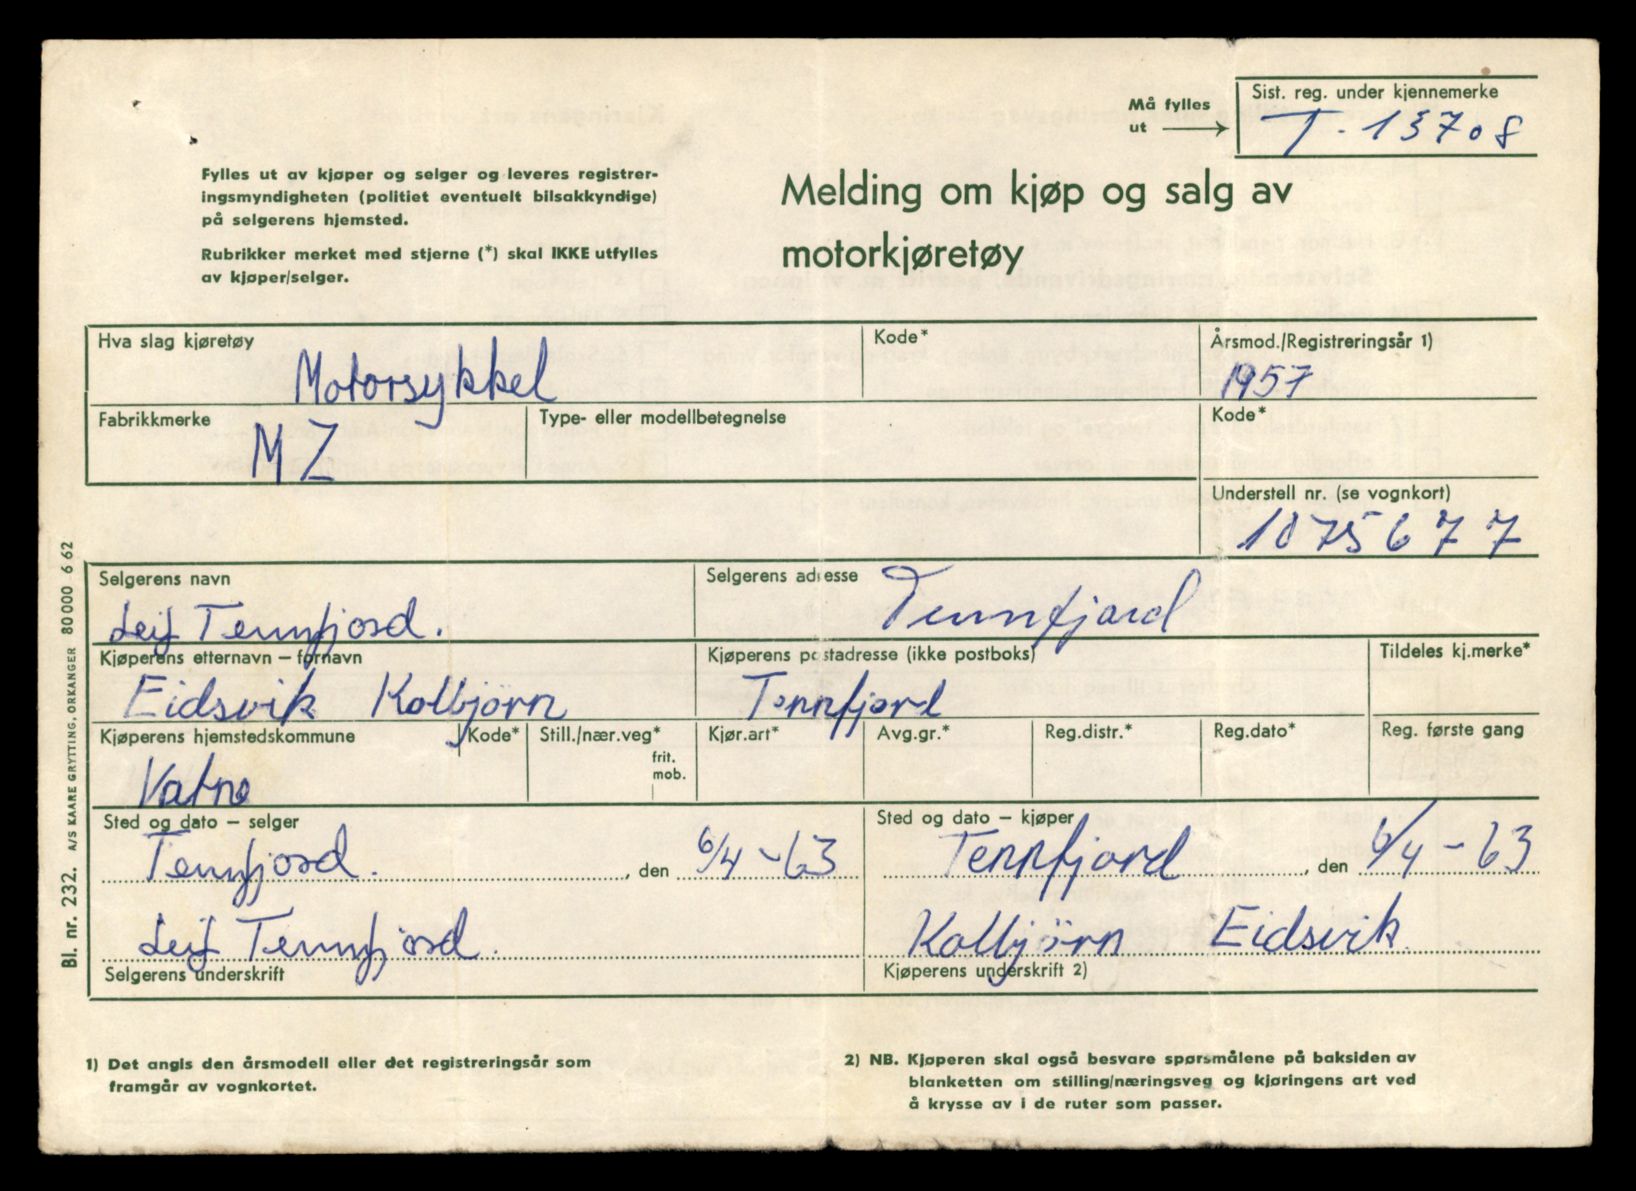 Må fylles
ut
Sist. reg. under kjennemerke
T-13708
Fylles ut av kjøper og selger og leveres registrer-
ingsmyndigheten (politiet eventuelt bilsakkyndige)
på selgerens hjemsted.
Rubrikker merket med stjerne (*) skal IKKE utfylles
av kjøper/selger.
Melding om kjøp og salg av
motorkjøretøy
Hva slag kjøretøy
Motorsykkel
Kode*
Årsmod./Registreringsår 1)
1957
Fabrikkmerke
MZ
Type- eller modellbetegnelse
Kode*
Understell nr. (se vognkort)
1075677
Selgerens navn
Leif Tennfjord.
Selgerens adresse
Tennfjord
Kjøperens etternavn – fornavn
Eidsvik Kolbjörn
Kjøperens postadresse (ikke postboks)
Tennfjord
Tildeles kj.merke*
Kjøperens hjemstedskommune
Vatne
Kode*
Still./nær.veg*
frit.
mob.
Kjør.art*
Avg.gr.*
Reg.distr.*
Reg.dato*
Reg. første gang
Sted og dato – selger
Tennfjord. , den 6/4-63
Sted og dato – kjøper
Tennfjord , den 6/4-63
Leif Tennfjord.
Selgerens underskrift
Kolbjörn Eidsvik
Kjøperens underskrift 2)
1) Det angis den årsmodell eller det registreringsår som
framgår av vognkortet.
2) NB. Kjøperen skal også besvare spørsmålene på baksiden av
blanketten om stilling/næringsveg og kjøringens art ved
å krysse av i de ruter som passer.
Bl. nr. 232. A/S KAARE GRYTTING, ORKANGER 80000 6 62